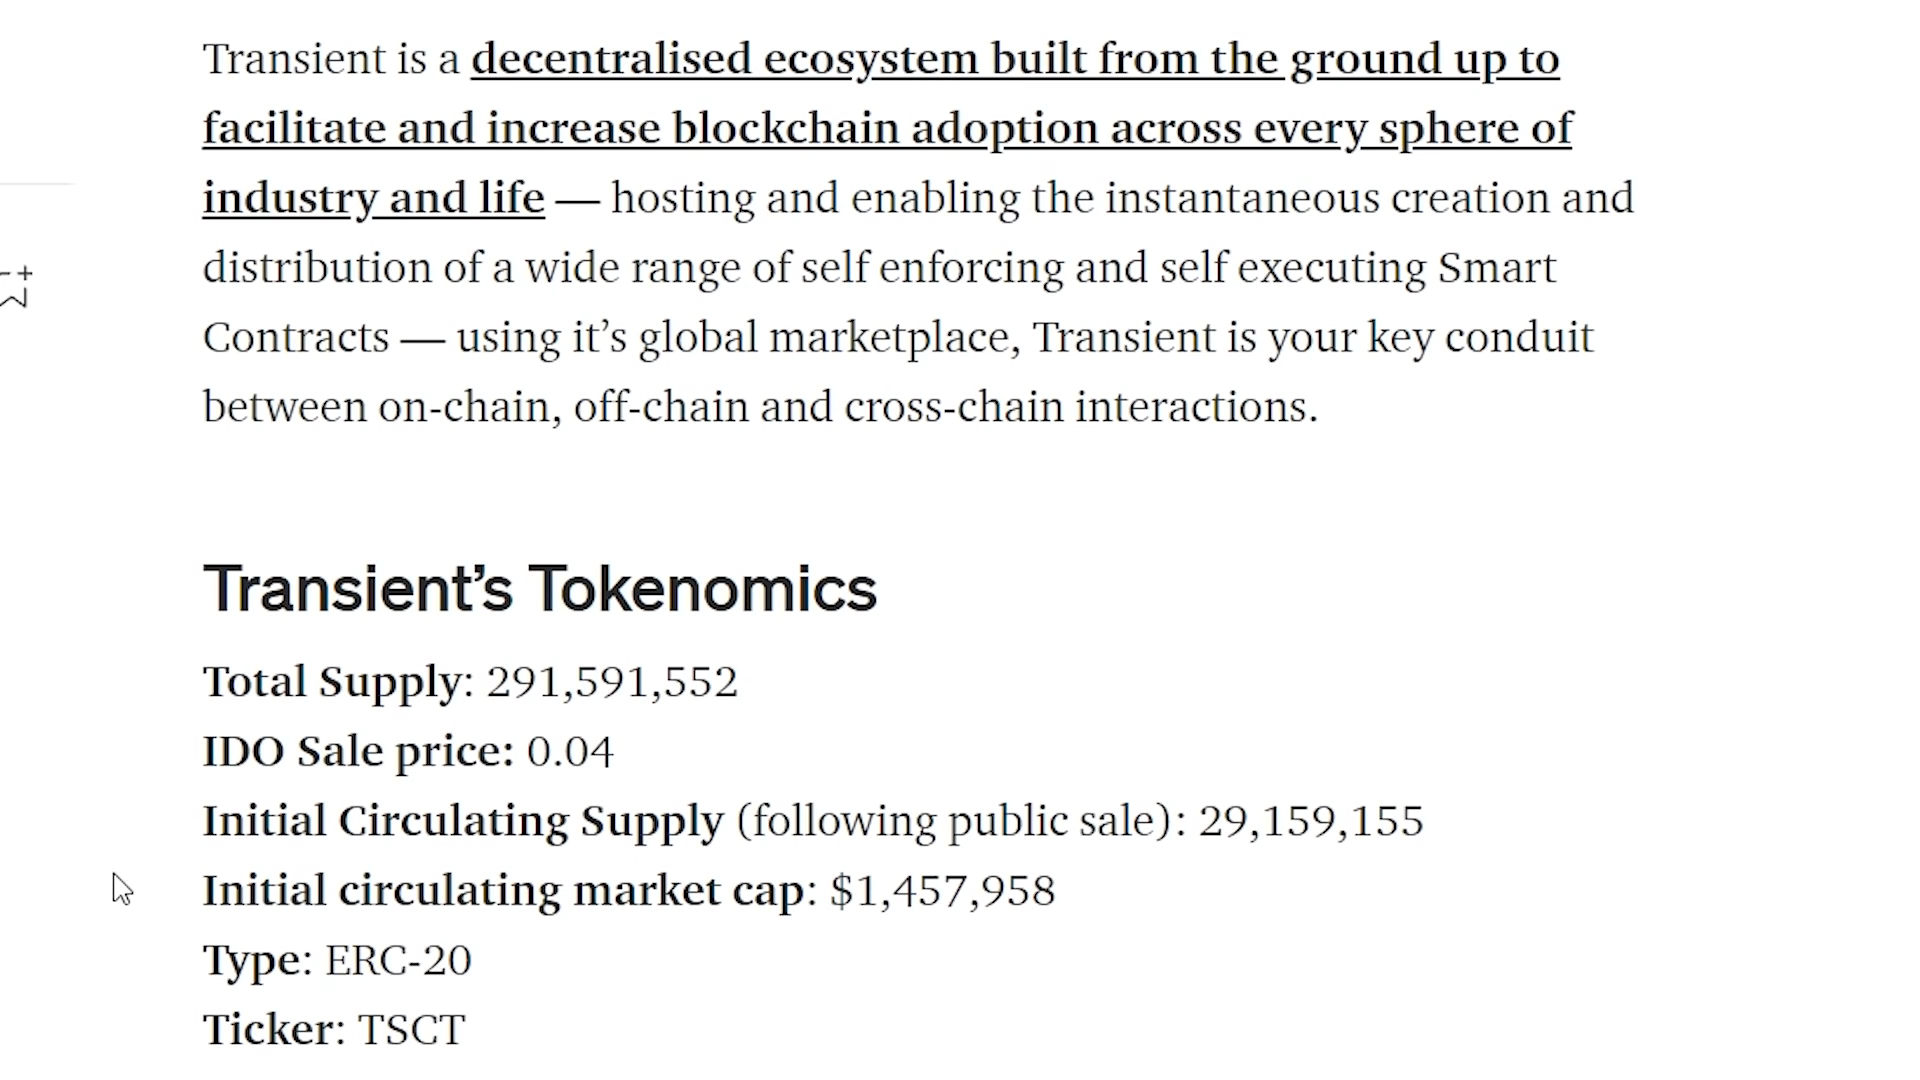 Transient is a decentralised ecosystem built from the ground up to
facilitate and increase blockchain adoption across every sphere of
industry and life — hosting and enabling the instantaneous creation and
distribution of a wide range of self enforcing and self executing Smart
Contracts — using it’s global marketplace, Transient is your key conduit
between on-chain, off-chain and cross-chain interactions.
Transient’s Tokenomics
Total Supply: 291,591,552
IDO Sale price: 0.04
Initial Circulating Supply (following public sale): 29,159,155
Initial circulating market cap: $1,457,958
Type: ERC-20
Ticker: TSCT